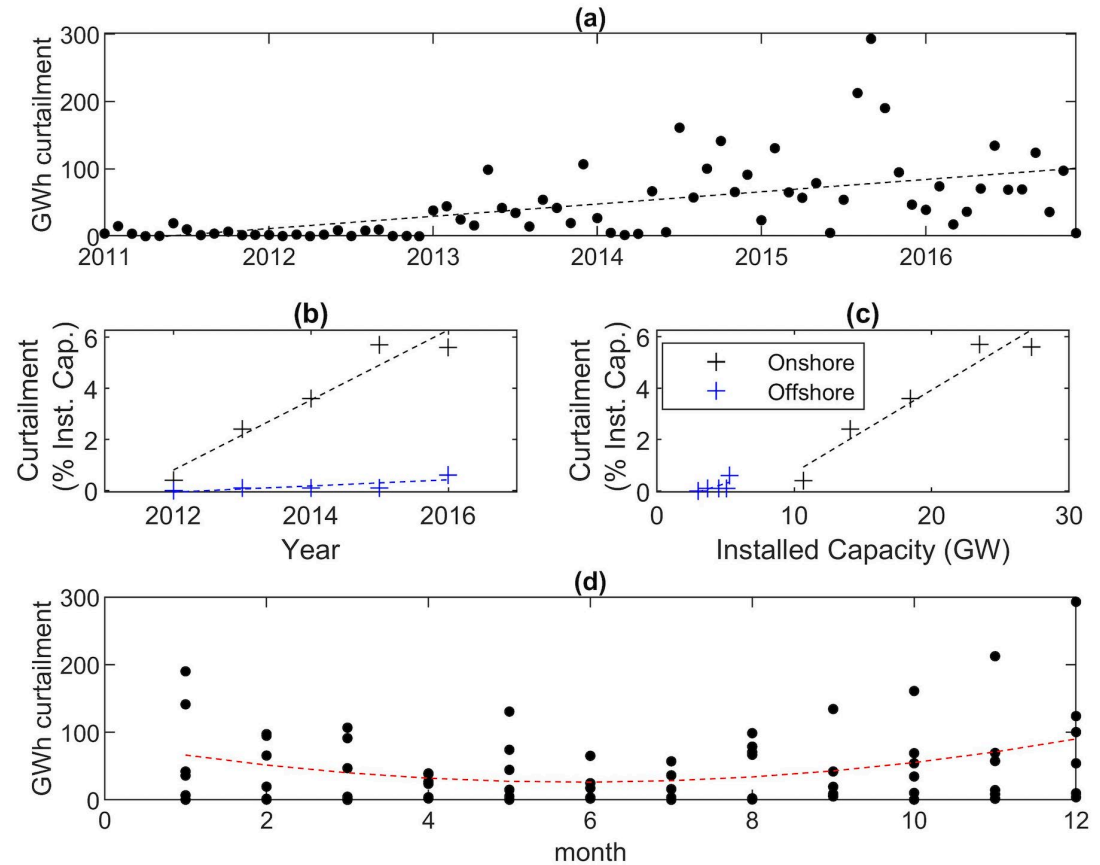 (a)
GWh curtailment
300
200
100
0
2011 2012 2013 2014 2015 2016
(b)
Curtailment
(% Inst. Cap.)
6
4
2
0
2012 2014 2016
Year
(c)
Curtailment
(% Inst. Cap.)
6
4
2
0
Onshore
Offshore
0 10 20 30
Installed Capacity (GW)
(d)
GWh curtailment
300
200
100
0
0 2 4 6 8 10 12
month